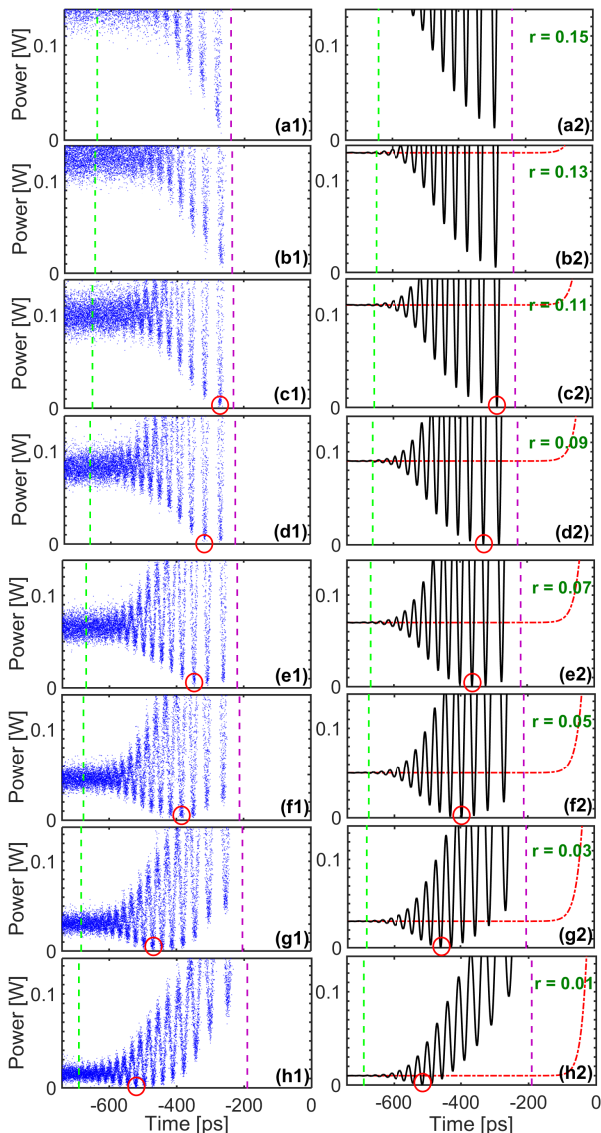 Power [W]
0.1
0
(a1)
0.1
0
r = 0.15
(a2)
Power [W]
0.1
0
(b1)
0.1
0
r = 0.13
(b2)
Power [W]
0.1
0
(c1)
0.1
0
r = 0.11
(c2)
Power [W]
0.1
0
(d1)
0.1
0
r = 0.09
(d2)
Power [W]
0.1
0
(e1)
0.1
0
r = 0.07
(e2)
Power [W]
0.1
0
(f1)
0.1
0
r = 0.05
(f2)
Power [W]
0.1
0
(g1)
0.1
0
r = 0.03
(g2)
Power [W]
0.1
0
(h1)
0.1
0
r = 0.01
(h2)
-600 -400 -200 0
-600 -400 -200 0
Time [ps]
Time [ps]